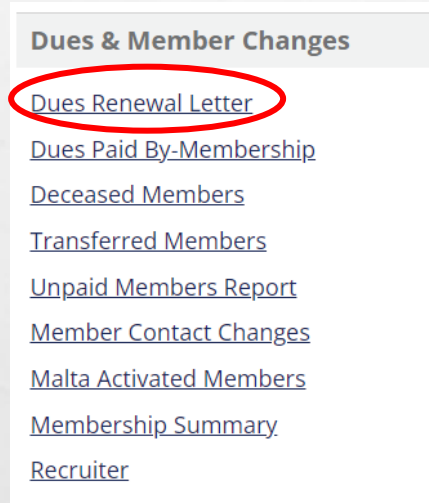 Dues & Member Changes
Dues Renewal Letter
Dues Paid By-Membership
Deceased Members
Transferred Members
Unpaid Members Report
Member Contact Changes
Malta Activated Members
Membership Summary
Recruiter